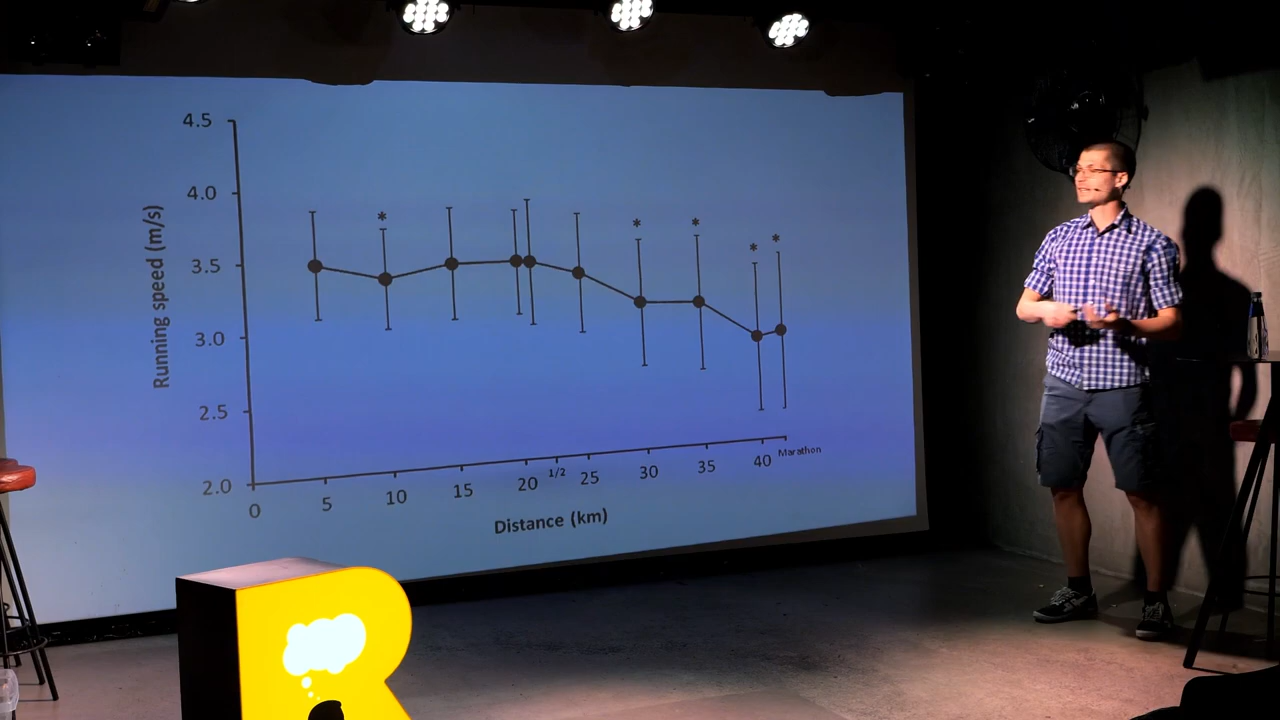 4.5
4.0
3.5
3.0
2.5
2.0
Running speed (m/s)
* * * * *
0 5 10 15 20 1/2 25 30 35 40 Marathon
Distance (km)
R